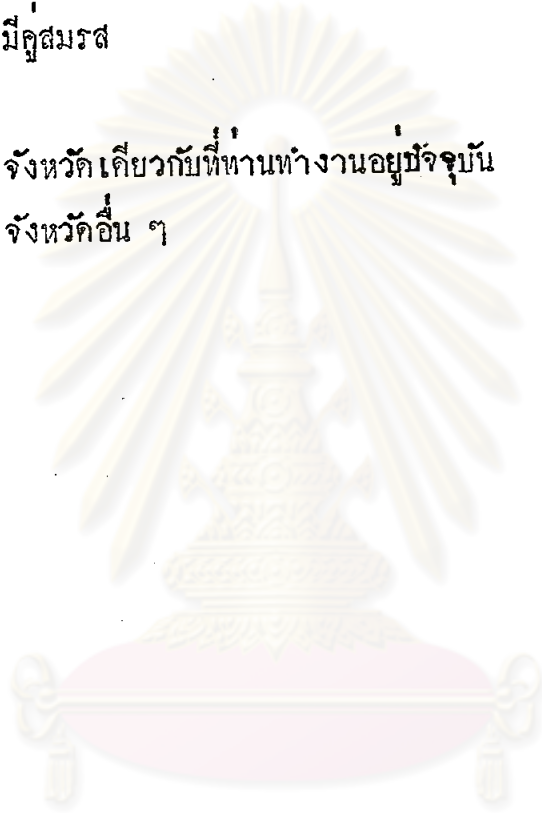 มีคู่สมรส
จังหวัดเดียวกับที่ท่านทำงานอยู่ปัจจุบัน
จังหวัดอื่น ๆ